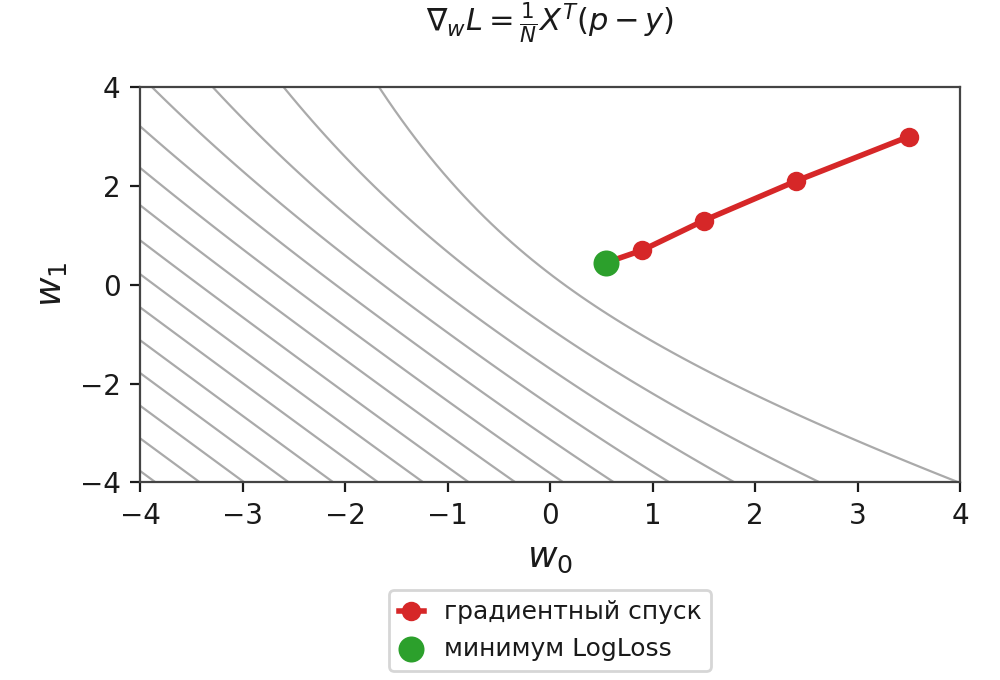 ∇_w L = \frac{1}{N} X^T (p − y)
4
2
0
−2
−4
w_1
−4 −3 −2 −1 0 1 2 3 4
w_0
градиентный спуск
минимум LogLoss